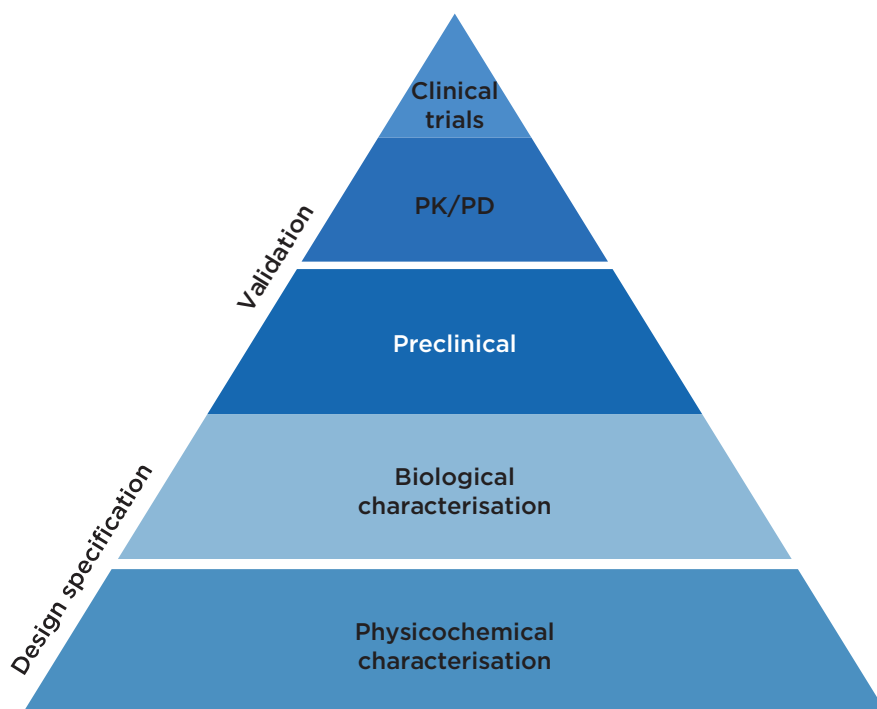 Clinical
trials
PK/PD
Validation
Preclinical
Biological
characterisation
Design specification
Physicochemical
characterisation